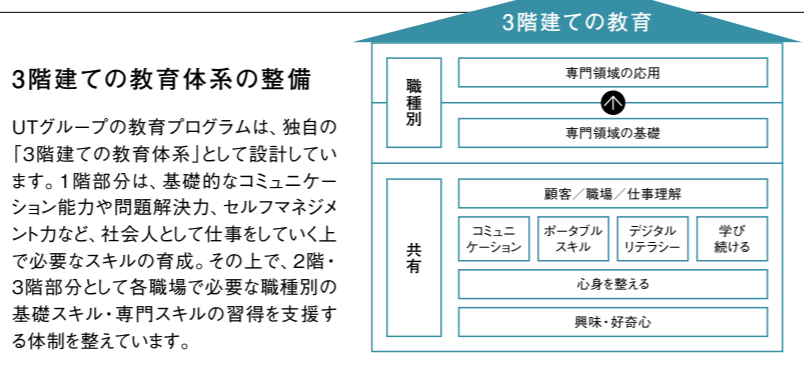 3階建ての教育体系の整備
UTグループの教育プログラムは、独自の
「3階建ての教育体系」として設計してい
ます。1階部分は、基礎的なコミュニケー
ション能力や問題解決力、セルフマネジメ
ント力など、社会人として仕事をしていく上
で必要なスキルの育成。その上で、2階・
3階部分として各職場で必要な職種別の
基礎スキル・専門スキルの習得を支援す
る体制を整えています。
3階建ての教育
職種別
専門領域の応用
専門領域の基礎
共有
顧客／職場／仕事理解
コミュニ
ケーション
ポータブル
スキル
デジタル
リテラシー
学び
続ける
心身を整える
興味・好奇心